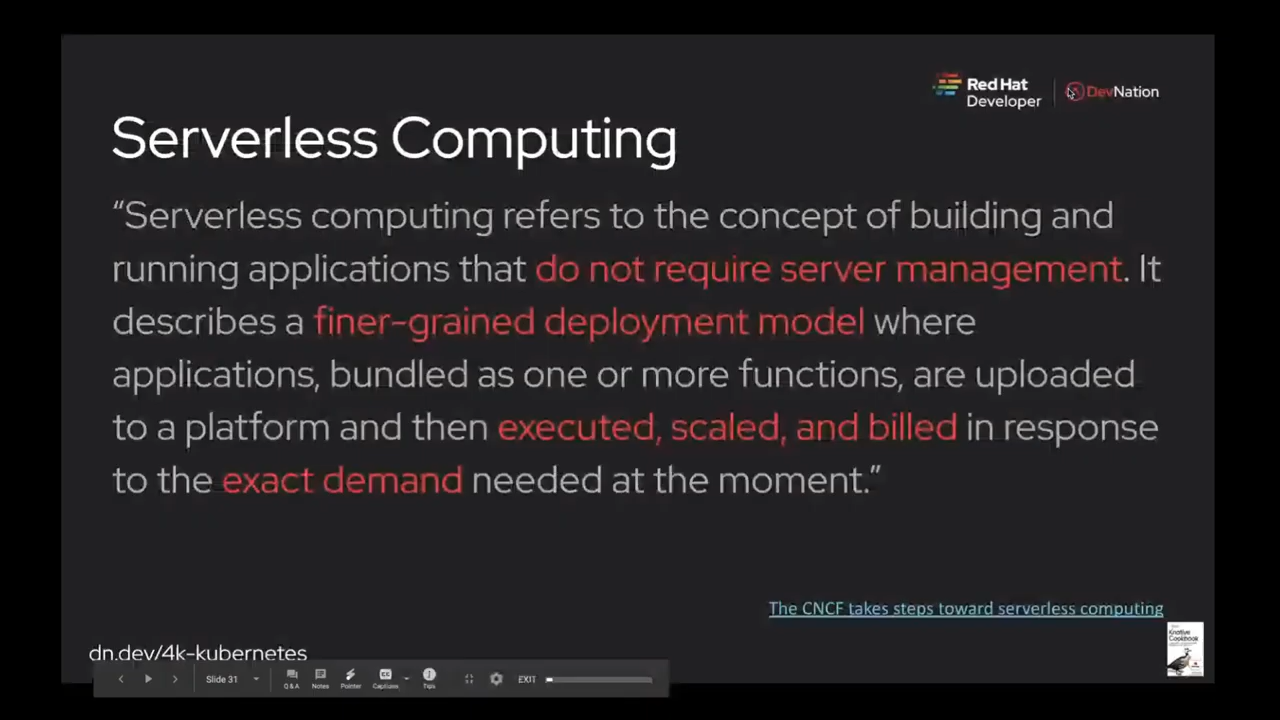 Red Hat
Developer
DevNation
Serverless Computing
“Serverless computing refers to the concept of building and
running applications that do not require server management. It
describes a finer-grained deployment model where
applications, bundled as one or more functions, are uploaded
to a platform and then executed, scaled, and billed in response
to the exact demand needed at the moment.”
The CNCF takes steps toward serverless computing
Knative
Cookbook
dn.dev/4k-kubernetes
Slide 31
Q & A
Notes
Pointer
CC
Captions
Tips
EXIT